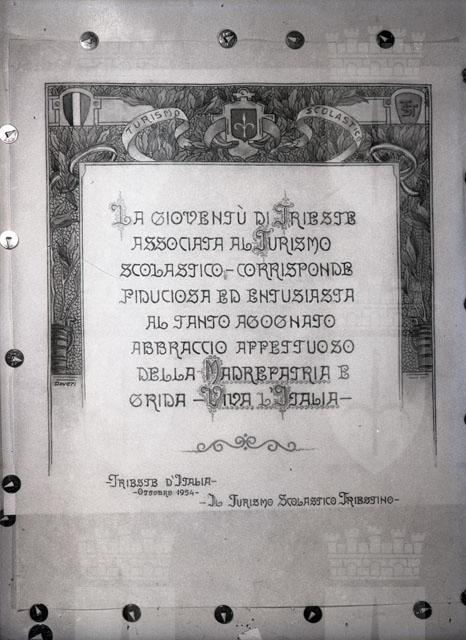 TURISMO SCOLASTICO
LA GIOVENTÙ DI TRIESTE
ASSOCIATA AL TURISMO
SCOLASTICO-CORRISPONDE
FIDUCIOSA ED ENTUSIASTA
AL TANTO AGOGNATO
ABBRACCIO AFFETTUOSO
DELLA MADREPATRIA E
GRIDA -VIVA L'ITALIA-
Doveri
-TRIESTE D'ITALIA-
-OTTOBRE 1954-
-IL TURISMO SCOLASTICO TRIESTINO-